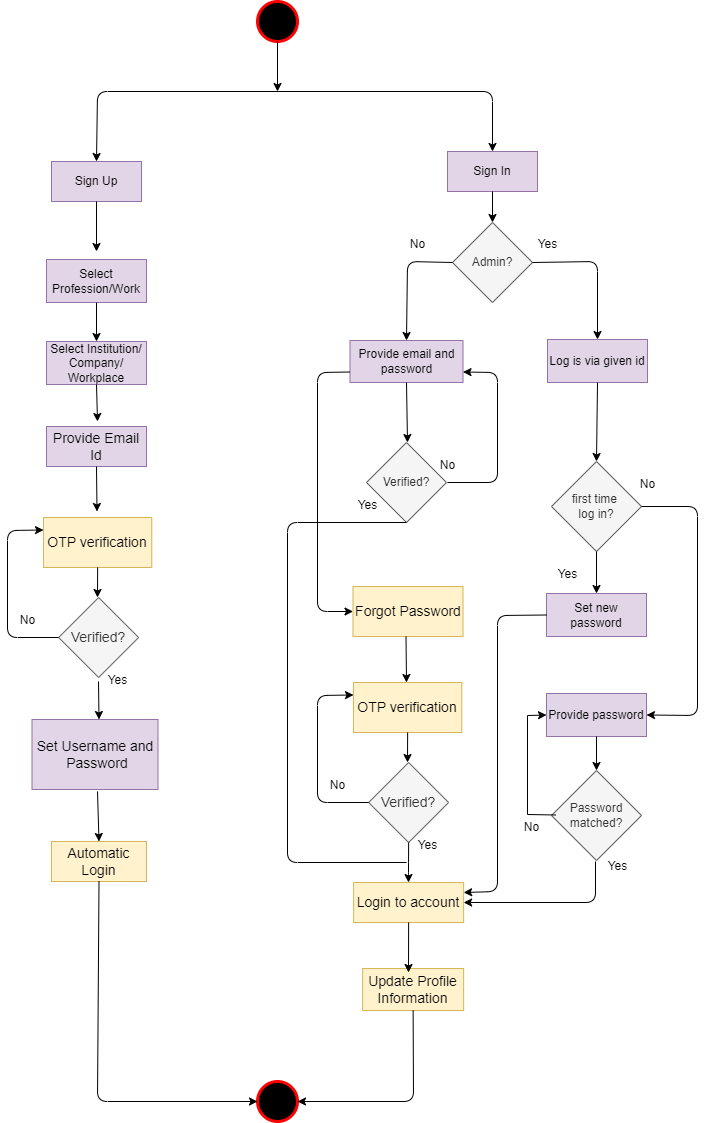 Sign Up
Select
Profession/Work
Select Institution/
Company/
Workplace
Provide Email
Id
OTP verification
Verified?
No
Yes
Set Username and
Password
Automatic
Login
Sign In
Admin?
No
Yes
Provide email and
password
Verified?
No
Yes
Forgot Password
OTP verification
Verified?
No
Yes
Log is via given id
first time
log in?
No
Yes
Set new
password
Provide password
Password
matched?
No
Yes
Login to account
Update Profile
Information